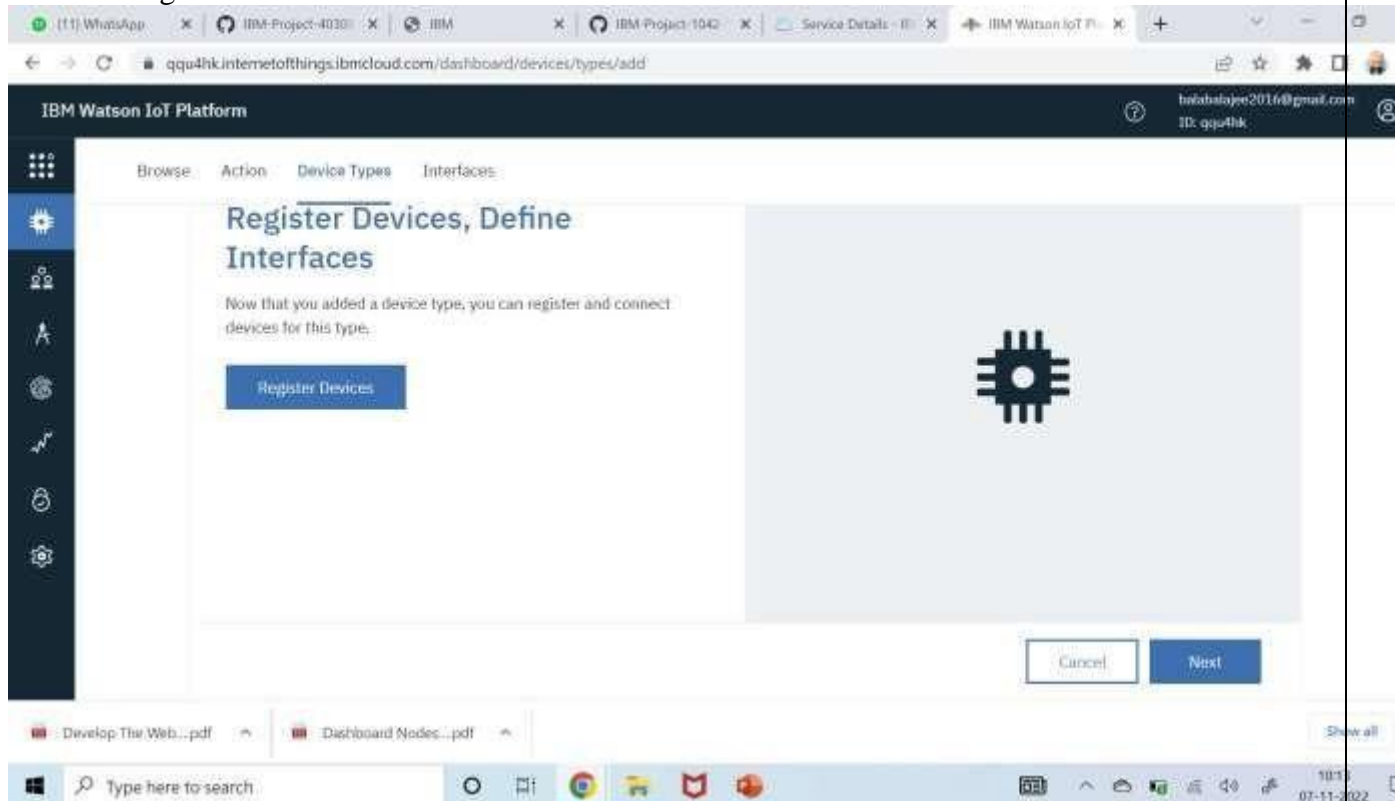 (11) WhatsApp
IBM-Project-4030
IBM
IBM-Project-1042
Service Details - IB
IBM Watson IoT Pl
qqu4hk.internetofthings.ibmcloud.com/dashboard/devices/types/add
IBM Watson IoT Platform
balabalajee2016@gmail.com
ID: qqu4hk
Browse Action Device Types Interfaces
Register Devices, Define
Interfaces
Now that you added a device type, you can register and connect
devices for this type.
Register Devices
Cancel Next
Develop The Web....pdf
Dashboard Nodes....pdf
Show all
Type here to search
10:13
07-11-2022